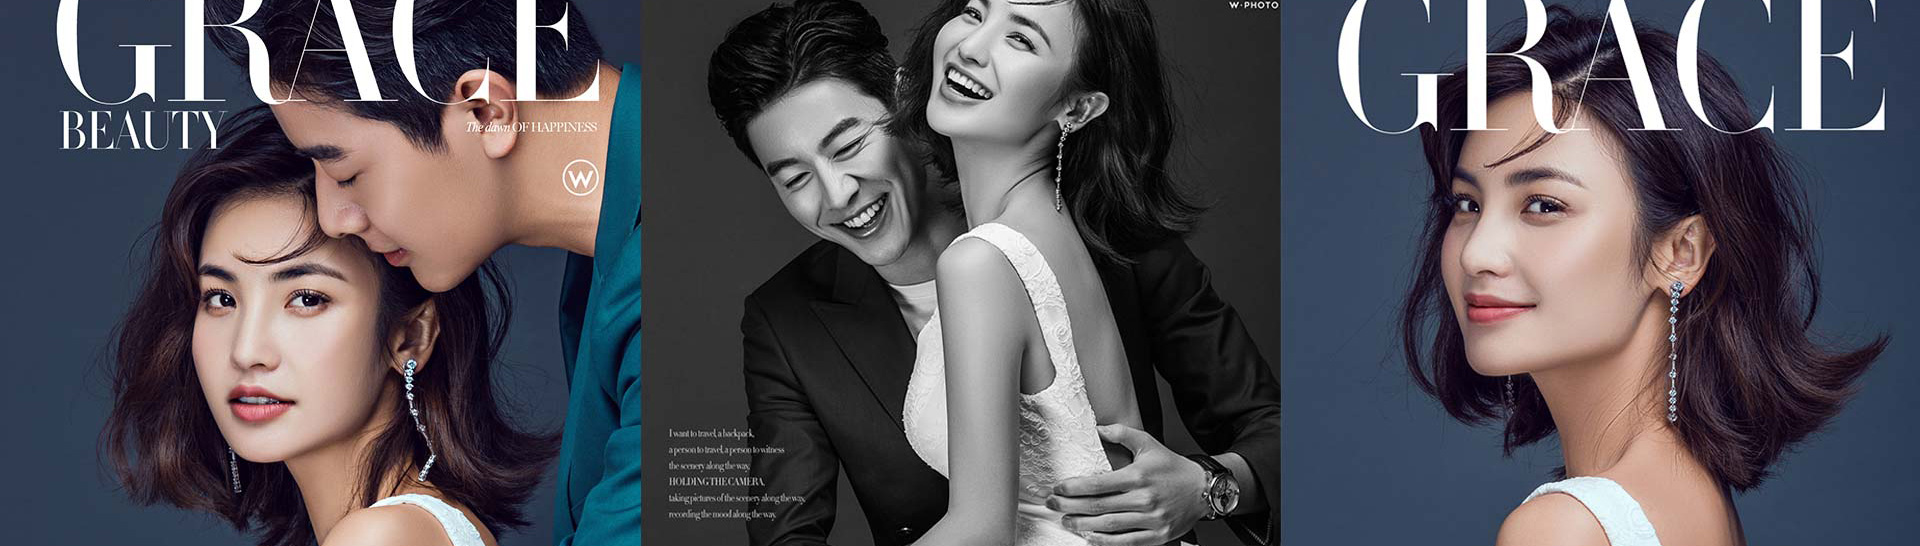 GRACE
BEAUTY
The dawn OF HAPPINESS
W
W·PHOTO
I want to travel, a backpack,
a person to travel, a person to witness
the scenery along the way,
HOLDING THE CAMERA,
taking pictures of the scenery along the way,
recording the mood along the way.
GRACE